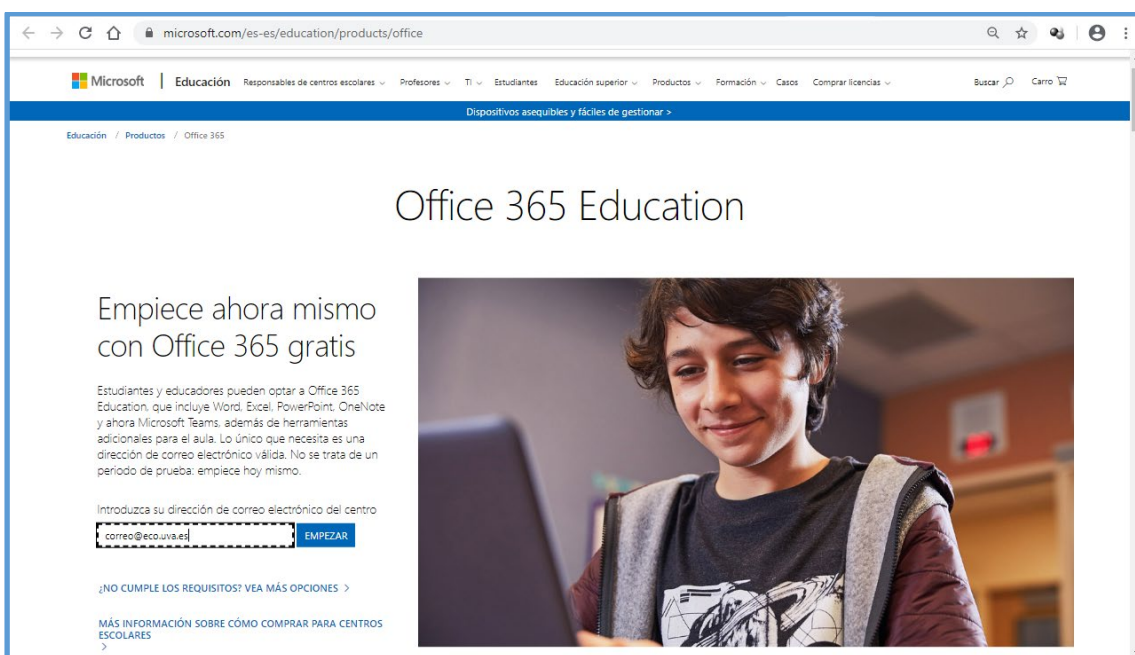 microsoft.com/es-es/education/products/office
Microsoft Educación Responsables de centros escolares Profesores TI Estudiantes Educación superior Productos Formación Casos Comprar licencias Buscar Carro
Dispositivos asequibles y fáciles de gestionar >
Educación / Productos / Office 365
Office 365 Education
Empiece ahora mismo
con Office 365 gratis
Estudiantes y educadores pueden optar a Office 365
Education, que incluye Word, Excel, PowerPoint, OneNote
y ahora Microsoft Teams, además de herramientas
adicionales para el aula. Lo único que necesita es una
dirección de correo electrónico válida. No se trata de un
periodo de prueba: empiece hoy mismo.
Introduzca su dirección de correo electrónico del centro
correo@eco.uva.es EMPEZAR
¿NO CUMPLE LOS REQUISITOS? VEA MÁS OPCIONES >
MÁS INFORMACIÓN SOBRE CÓMO COMPRAR PARA CENTROS
ESCOLARES
>